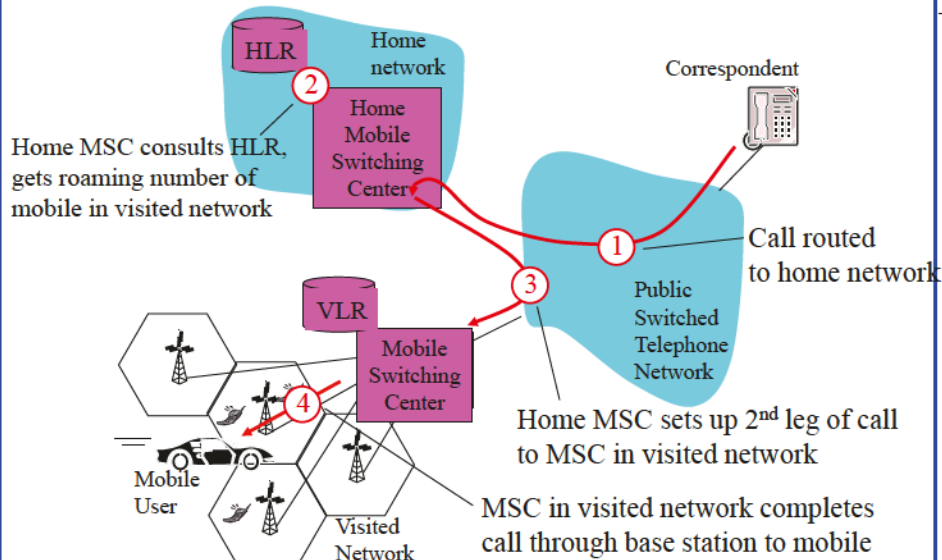 HLR
Home
network
2
Home
Mobile
Switching
Center
Home MSC consults HLR,
gets roaming number of
mobile in visited network
Correspondent
1
Call routed
to home network
3
Public
Switched
Telephone
Network
VLR
Mobile
Switching
Center
4
Home MSC sets up 2nd leg of call
to MSC in visited network
Mobile
User
MSC in visited network completes
call through base station to mobile
Visited
Network